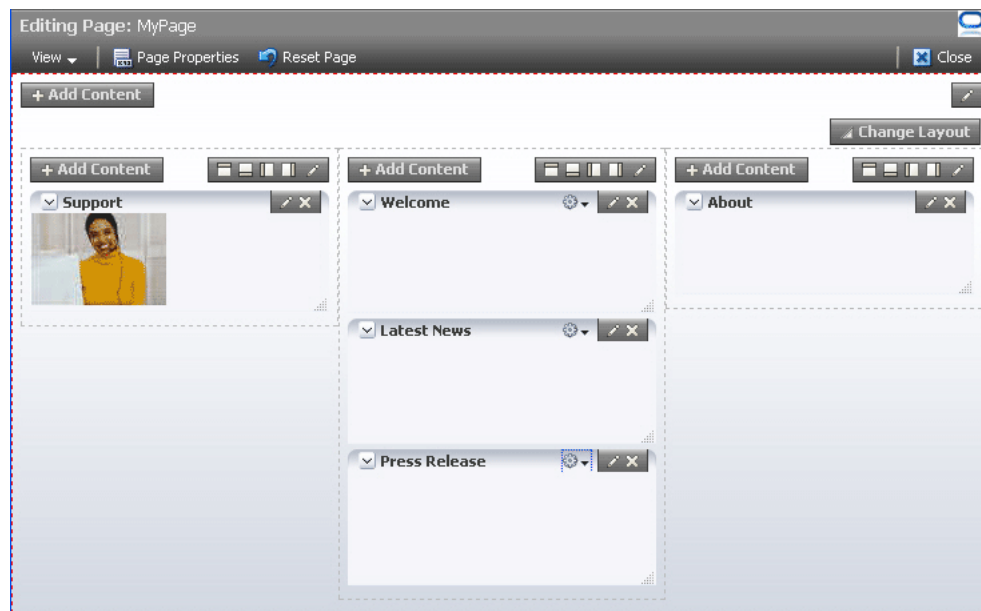 Editing Page: MyPage
View Page Properties Reset Page Close
+ Add Content
Change Layout
+ Add Content + Add Content + Add Content
Support Welcome About
Latest News
Press Release